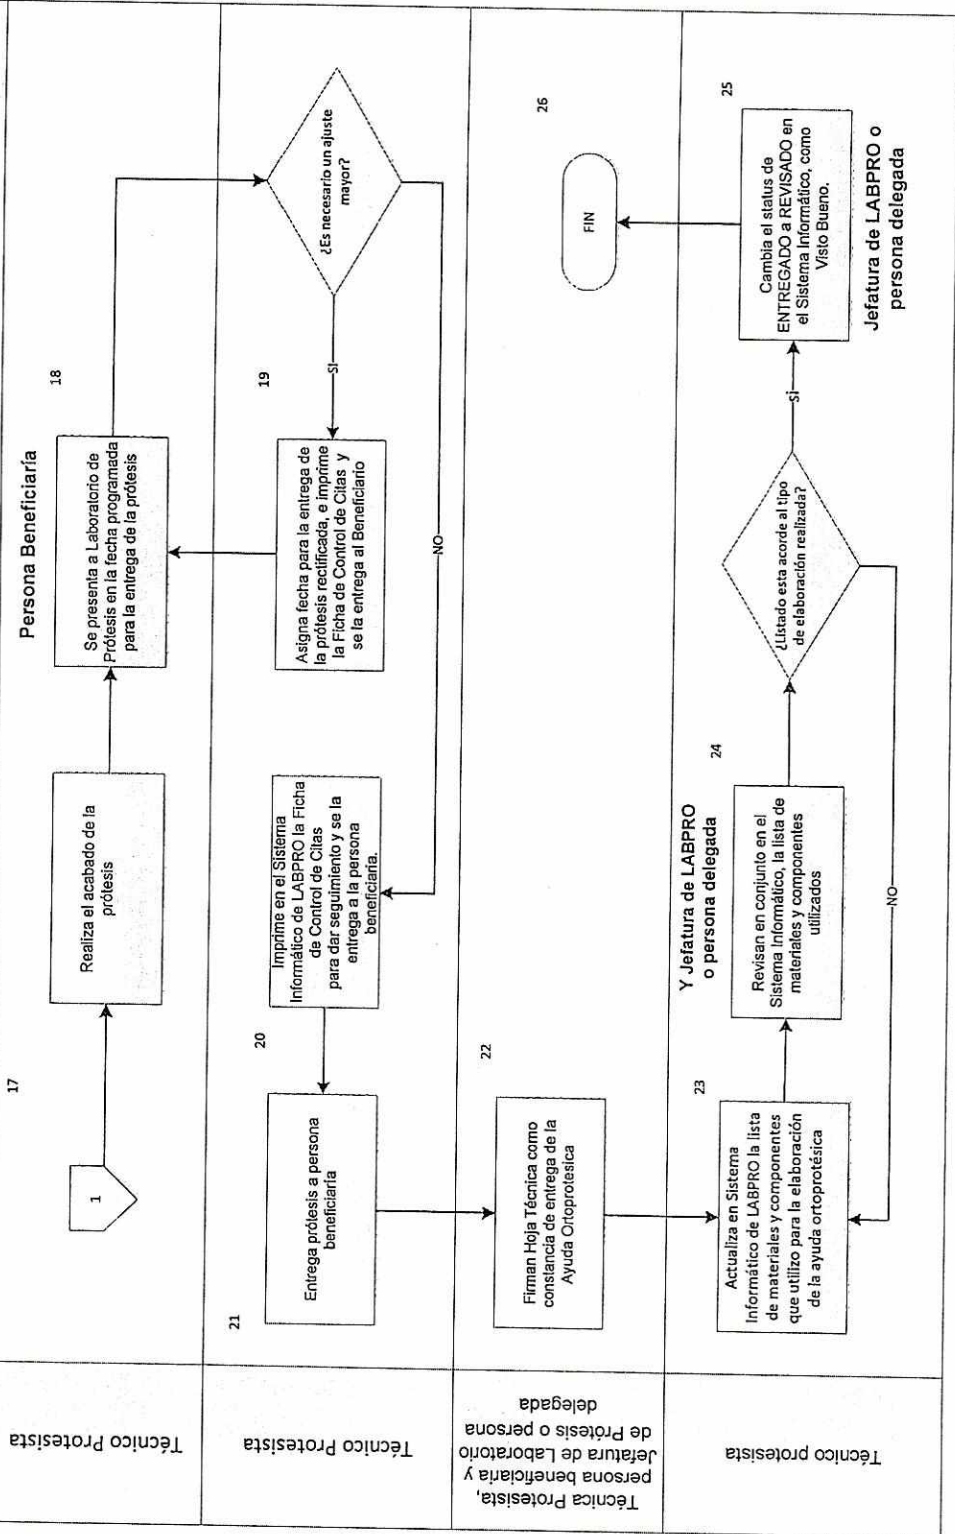 Técnico Protesista
1
17
Realiza el acabado de la
prótesis
Persona Beneficiaría
Se presenta a Laboratorio de
Prótesis en la fecha programada
para la entrega de la prótesis
18
Técnico Protesista
21
Entrega prótesis a persona
beneficiaria
20
Imprime en el Sistema
Informático de LABPRO la Ficha
de Control de Citas
para dar seguimiento y se la
entrega a la persona
beneficiaria.
Asigna fecha para la entrega de
la prótesis rectificada, e imprime
la Ficha de Control de Citas y
se la entrega al Beneficiario
19
SI
¿Es necesario un ajuste
mayor?
NO
Técnica Protesista,
persona beneficiaria y
Jefatura de Laboratorio
de Prótesis o persona
delegada
Firman Hoja Técnica como
constancia de entrega de la
Ayuda Ortoprotesica
22
FIN
26
Técnico protesista
Actualiza en Sistema
Informático de LABPRO la lista
de materiales y componentes
que utilizo para la elaboración
de la ayuda ortoprotésica
23
Y Jefatura de LABPRO
o persona delegada
Revisan en conjunto en el
Sistema Informático, la lista de
materiales y componentes
utilizados
24
¿Listado esta acorde al tipo
de elaboración realizada?
NO
si
Cambia el status de
ENTREGADO a REVISADO en
el Sistema Informático, como
Visto Bueno.
25
Jefatura de LABPRO o
persona delegada